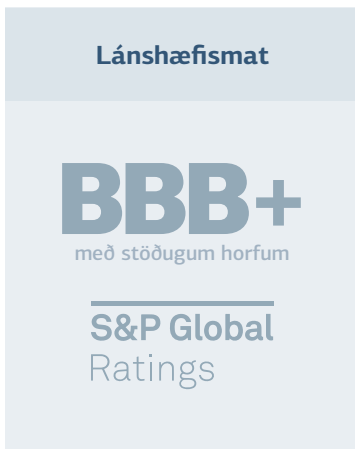 Lánshæfismat
BBB+
með stöðugum horfum
S&P Global
Ratings